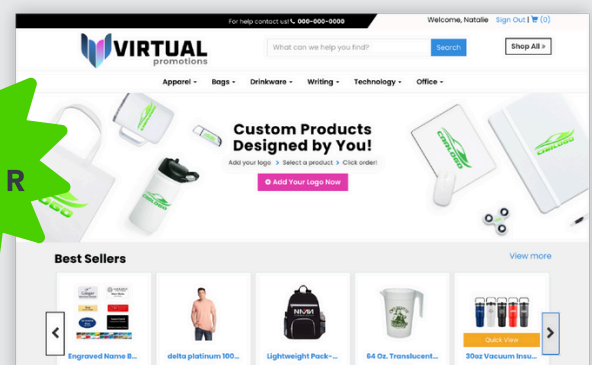 For help contact us! 000-000-0000
Welcome, Natalie Sign Out | (0)
VIRTUAL
promotions
What can we help you find?
Search
Shop All »
Apparel
Bags
Drinkware
Writing
Technology
Office
Custom Products
Designed by You!
Add your logo > Select a product > Click order!
Add Your Logo Now
CARLOGO
CARLOGO
R
Best Sellers
View more
Quick View
Engraved Name B...
delta platinum 100...
Lightweight Pack-...
64 Oz. Translucent...
30oz Vacuum Insu...